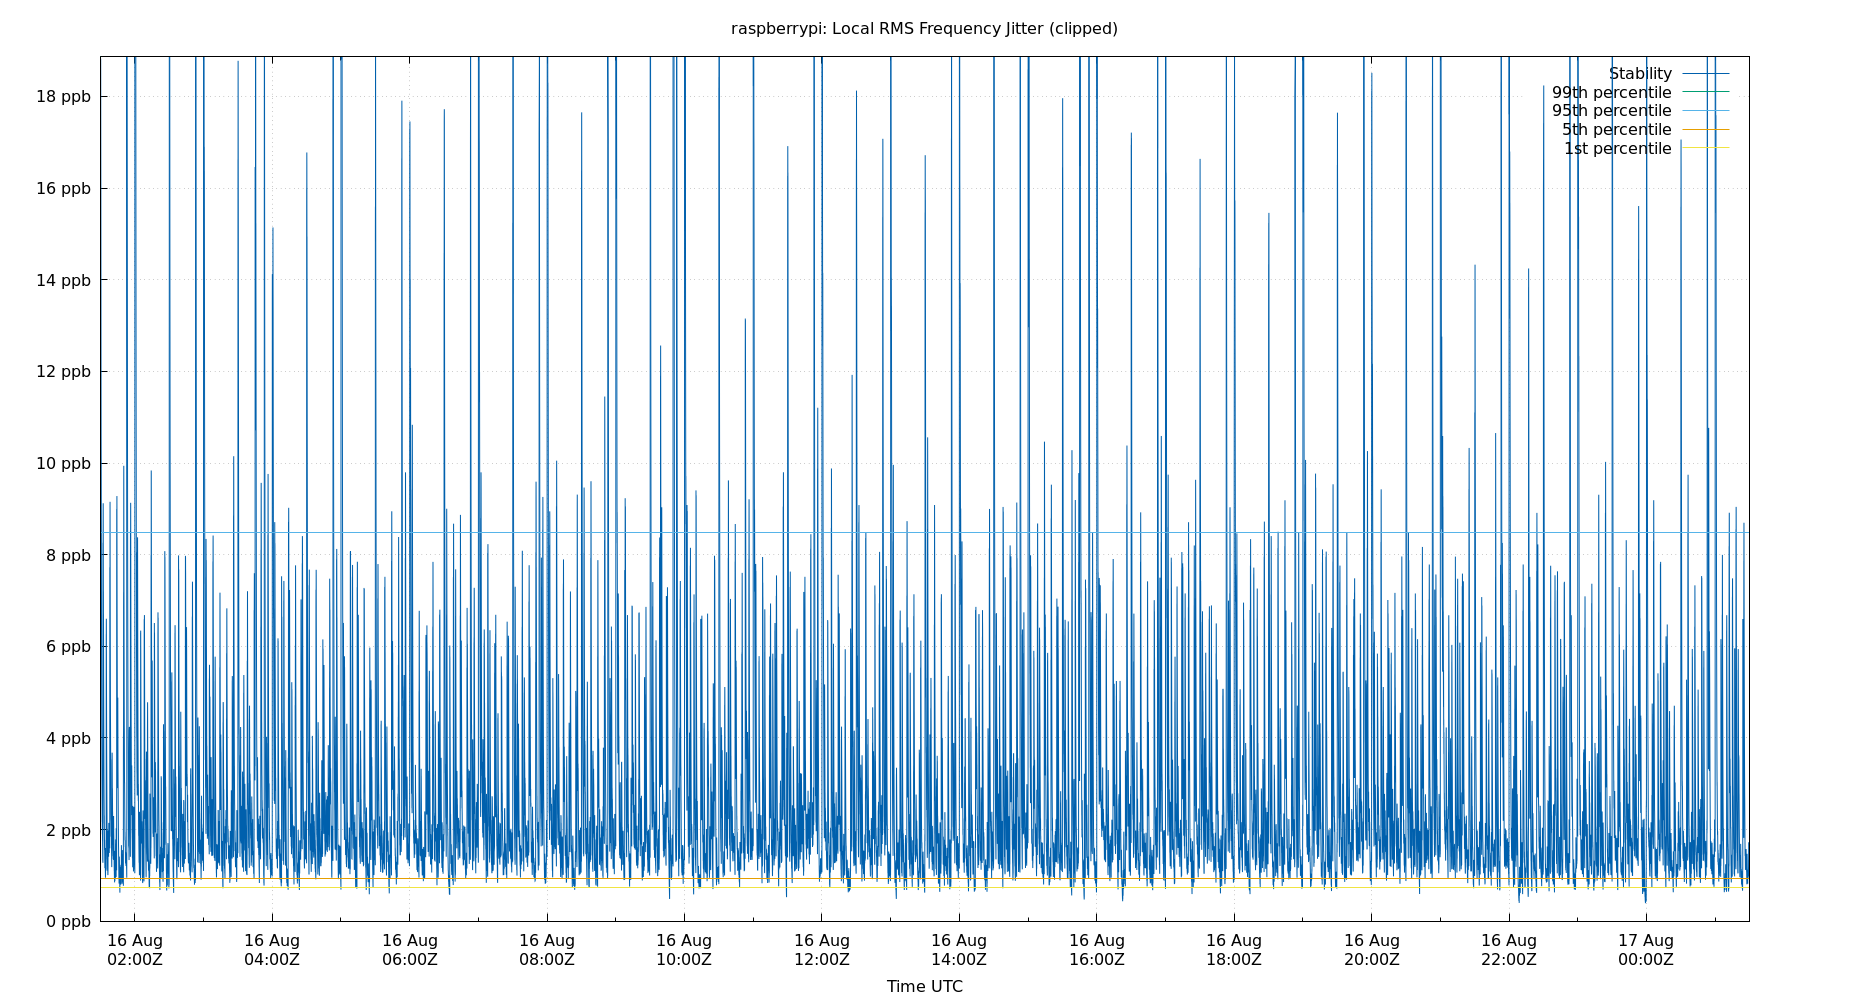 raspberrypi: Local RMS Frequency Jitter (clipped)
Stability
99th percentile
95th percentile
5th percentile
1st percentile
18 ppb
16 ppb
14 ppb
12 ppb
10 ppb
8 ppb
6 ppb
4 ppb
2 ppb
0 ppb
16 Aug 16 Aug 16 Aug 16 Aug 16 Aug 16 Aug 16 Aug 16 Aug 16 Aug 16 Aug 16 Aug 17 Aug
02:00Z 04:00Z 06:00Z 08:00Z 10:00Z 12:00Z 14:00Z 16:00Z 18:00Z 20:00Z 22:00Z 00:00Z
Time UTC